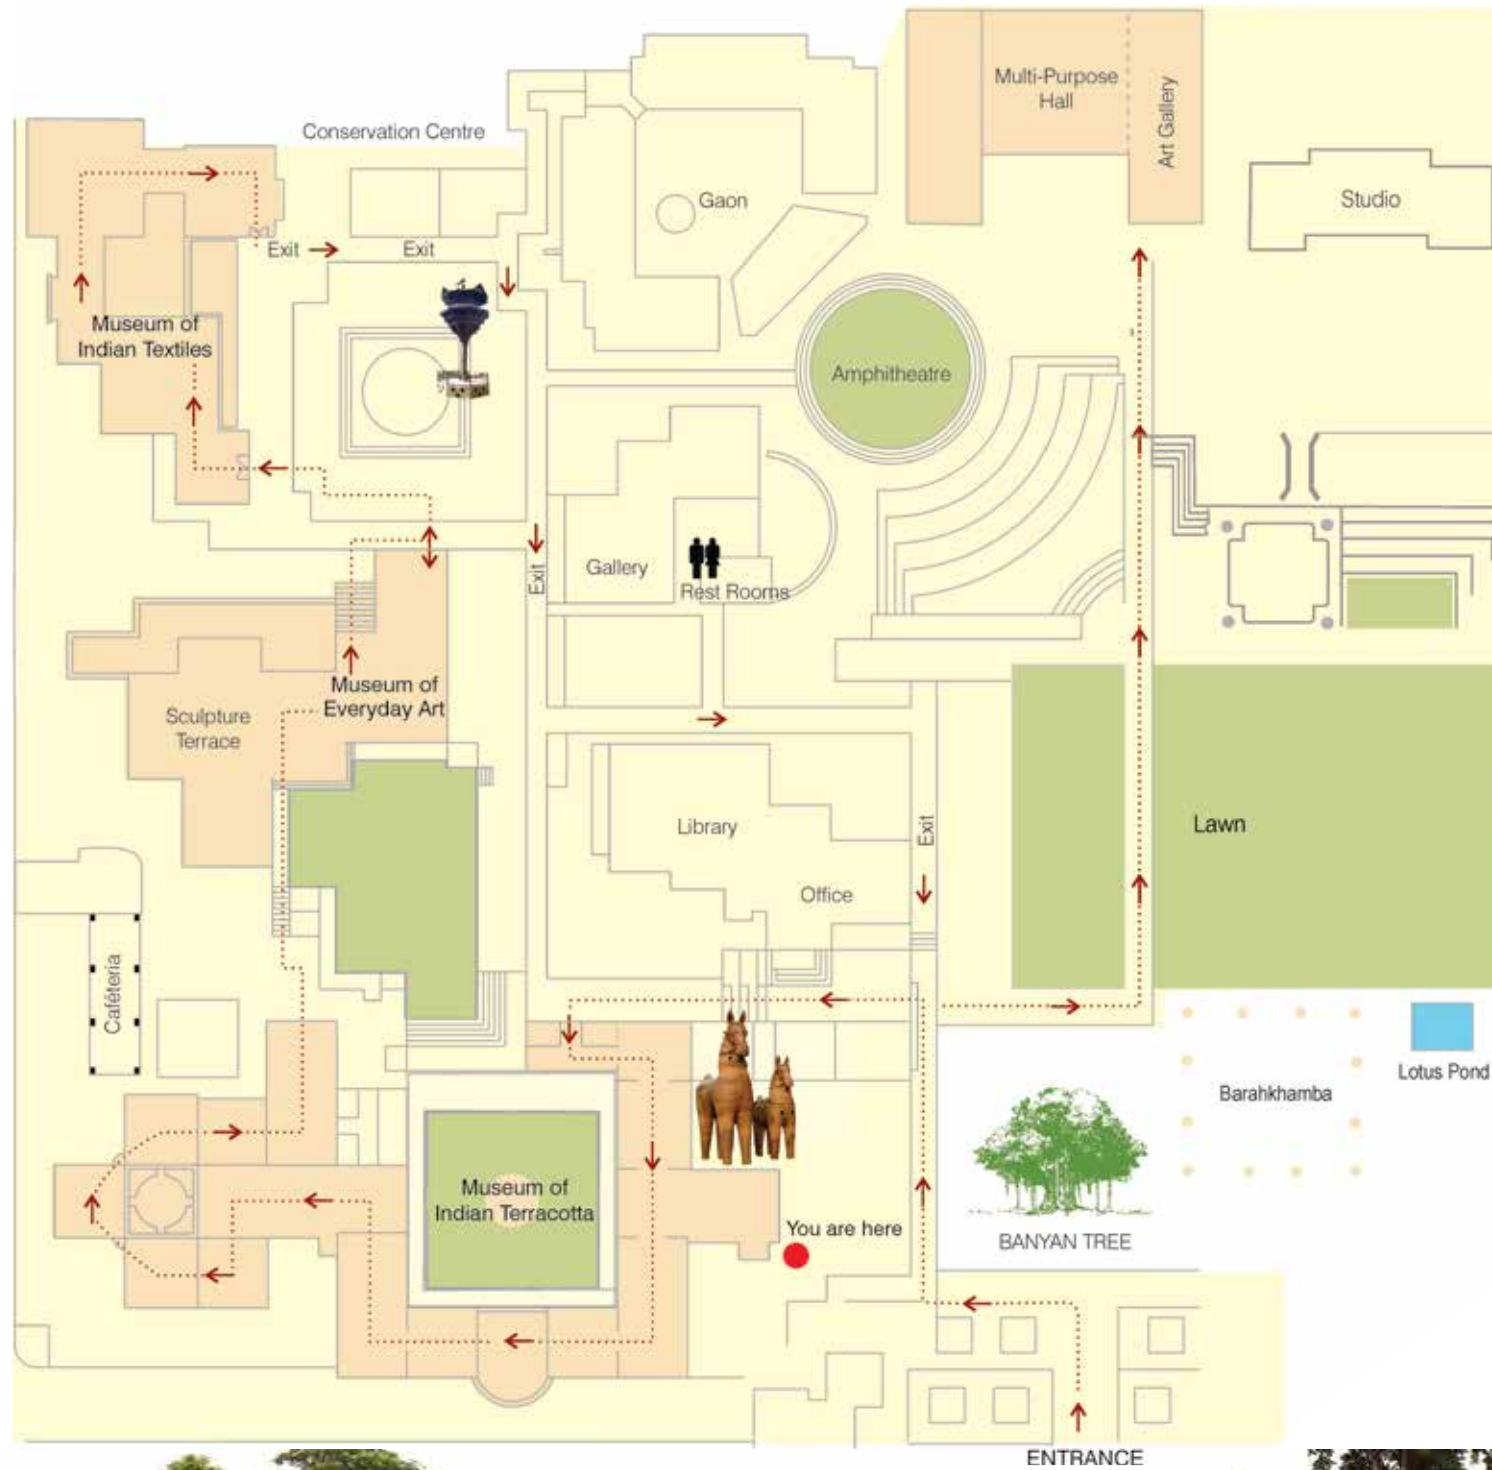 Multi-Purpose
Hall
Art Gallery
Conservation Centre
Gaon
Studio
Exit
Exit
Museum of
Indian Textiles
Amphitheatre
Gallery
Exit
Rest Rooms
Museum of
Everyday Art
Sculpture
Terrace
Library
Exit
Lawn
Office
Caféteria
Lotus Pond
Barahkhamba
Museum of
Indian Terracotta
You are here
BANYAN TREE
ENTRANCE